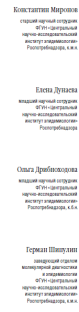 Константин Миронов
старший научный сотрудник
ФГУН «Центральный
научно-исследовательский
институт эпидемиологии»
Роспотребнадзора, к.м.н.
Елена Дунаева
младший научный сотрудник
ФГУН «Центральный
научно-исследовательский
институт эпидемиологии»
Роспотребнадзора
Ольга Дрибноходова
младший научный сотрудник
ФГУН «Центральный
научно-исследовательский
институт эпидемиологии»
Роспотребнадзора, к.б.н.
Герман Шипулин
заведующий отделом
молекулярной диагностики
и эпидемиологии
ФГУН «Центральный
научно-исследовательский
институт эпидемиологии»
Роспотребнадзора, к.м.н.